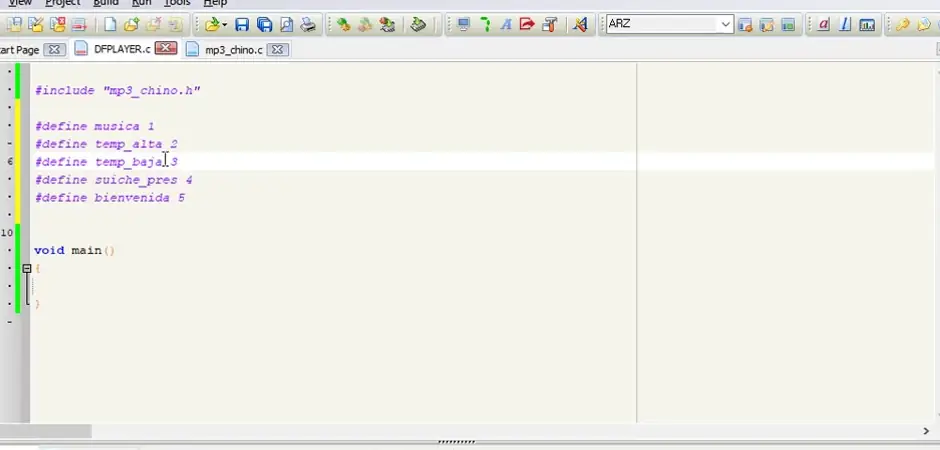 View Project Build Run Tools Help
ARZ
art Page DFPLAYER.c mp3_chino.c
#include "mp3_chino.h"
#define musica 1
#define temp_alta 2
6 #define temp_baja 3
#define suiche_pres 4
#define bienvenida 5
10
void main()
{
}